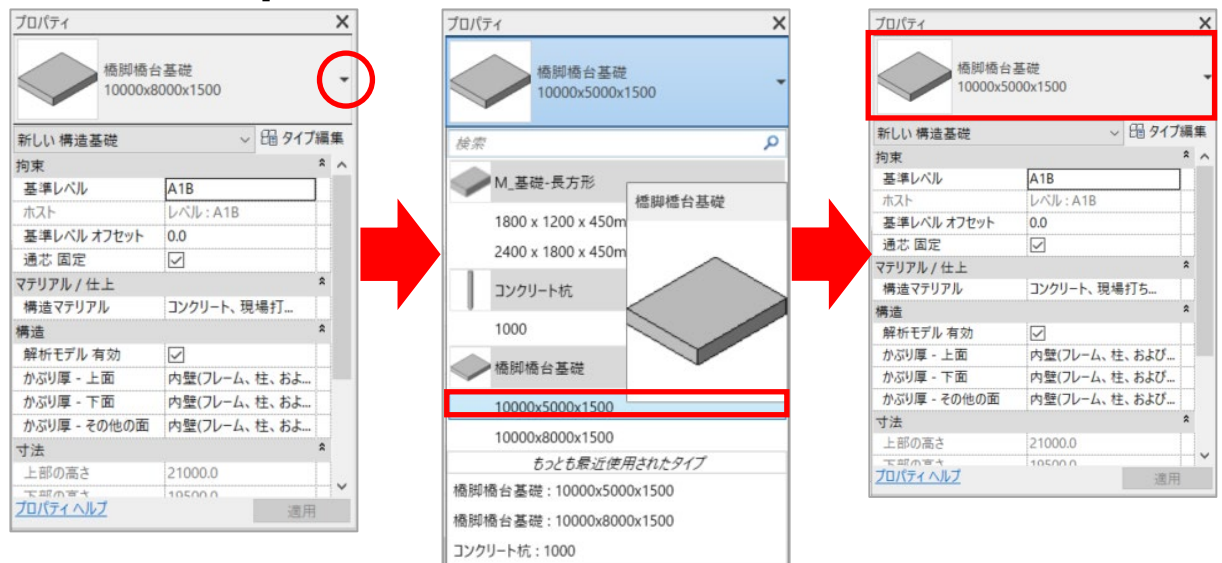 プロパティ
橋脚橋台基礎
10000x8000x1500
新しい 構造基礎 タイプ編集
拘束
基準レベル A1B
ホスト レベル : A1B
基準レベル オフセット 0.0
通芯 固定
マテリアル / 仕上
構造マテリアル コンクリート、現場打...
構造
解析モデル 有効
かぶり厚 - 上面 内壁(フレーム、柱、およ...
かぶり厚 - 下面 内壁(フレーム、柱、およ...
かぶり厚 - その他の面 内壁(フレーム、柱、およ...
寸法
上部の高さ 21000.0
下部の高さ 19500.0
プロパティ ヘルプ 適用
プロパティ
橋脚橋台基礎
10000x5000x1500
検索
M_基礎-長方形
1800 x 1200 x 450m
2400 x 1800 x 450m
コンクリート杭
1000
橋脚橋台基礎
10000x5000x1500
10000x8000x1500
もっとも最近使用されたタイプ
橋脚橋台基礎 : 10000x5000x1500
橋脚橋台基礎 : 10000x8000x1500
コンクリート杭 : 1000
橋脚橋台基礎
プロパティ
橋脚橋台基礎
10000x5000x1500
新しい 構造基礎 タイプ編集
拘束
基準レベル A1B
ホスト レベル : A1B
基準レベル オフセット 0.0
通芯 固定
マテリアル / 仕上
構造マテリアル コンクリート、現場打ち...
構造
解析モデル 有効
かぶり厚 - 上面 内壁(フレーム、柱、および...
かぶり厚 - 下面 内壁(フレーム、柱、および...
かぶり厚 - その他の面 内壁(フレーム、柱、および...
寸法
上部の高さ 21000.0
下部の高さ 19500.0
プロパティ ヘルプ 適用